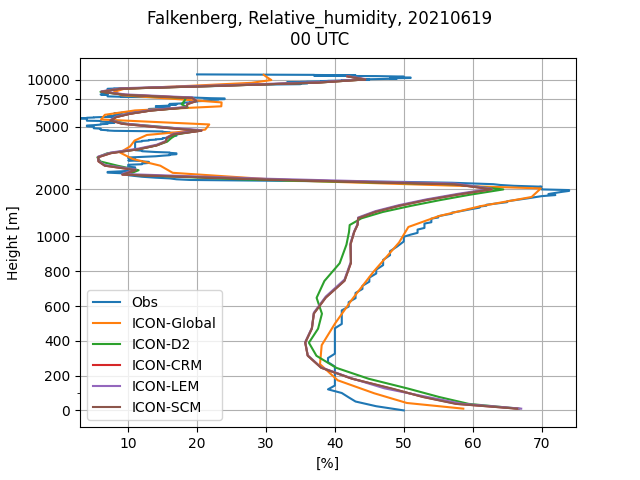 Falkenberg, Relative_humidity, 20210619
00 UTC
10000
7500
5000
2000
1000
800
600
400
200
0
Height [m]
Obs
ICON-Global
ICON-D2
ICON-CRM
ICON-LEM
ICON-SCM
10 20 30 40 50 60 70
[%]